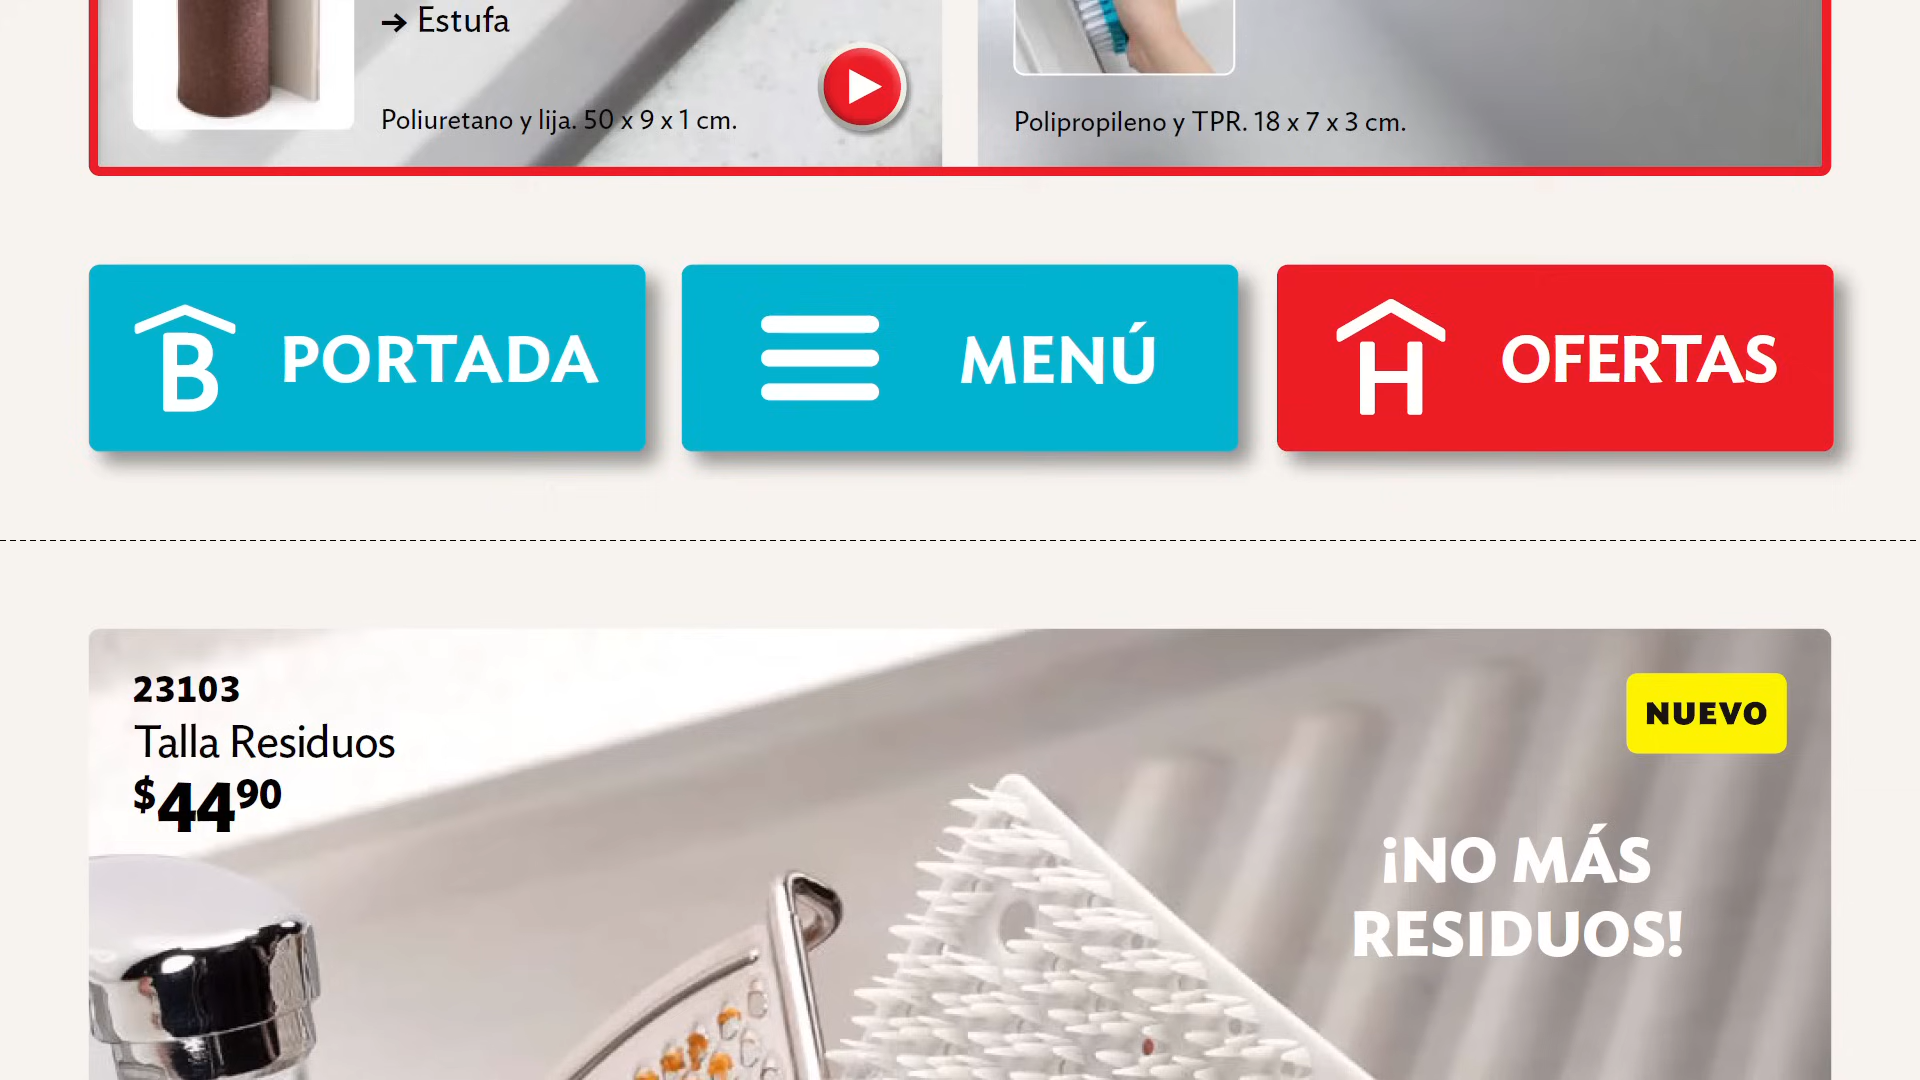 → Estufa
Poliuretano y lija. 50 x 9 x 1 cm.
Polipropileno y TPR. 18 x 7 x 3 cm.
B PORTADA
MENÚ
H OFERTAS
23103
Talla Residuos
$4490
NUEVO
¡NO MÁS
RESIDUOS!